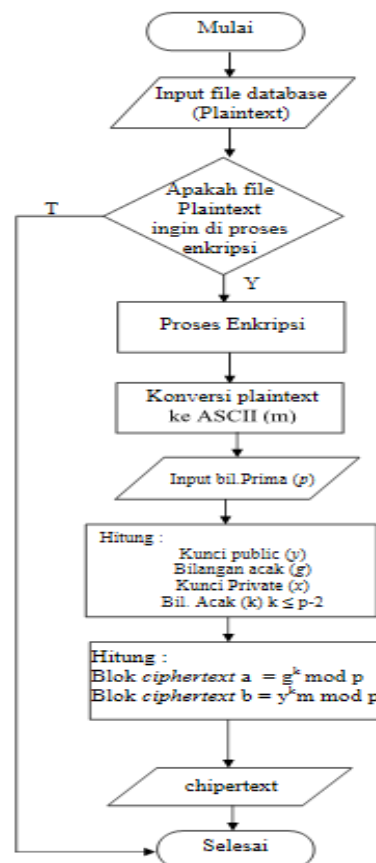 Mulai
Input file database
(Plaintext)
Apakah file
Plaintext
ingin di proses
enkripsi
T
Y
Proses Enkripsi
Konversi plaintext
ke ASCII (m)
Input bil.Prima (p)
Hitung :
Kunci public (y)
Bilangan acak (g)
Kunci Private (x)
Bil. Acak (k) k ≤ p-2
Hitung :
Blok ciphertext a = g^k mod p
Blok ciphertext b = y^k m mod p
chipertext
Selesai